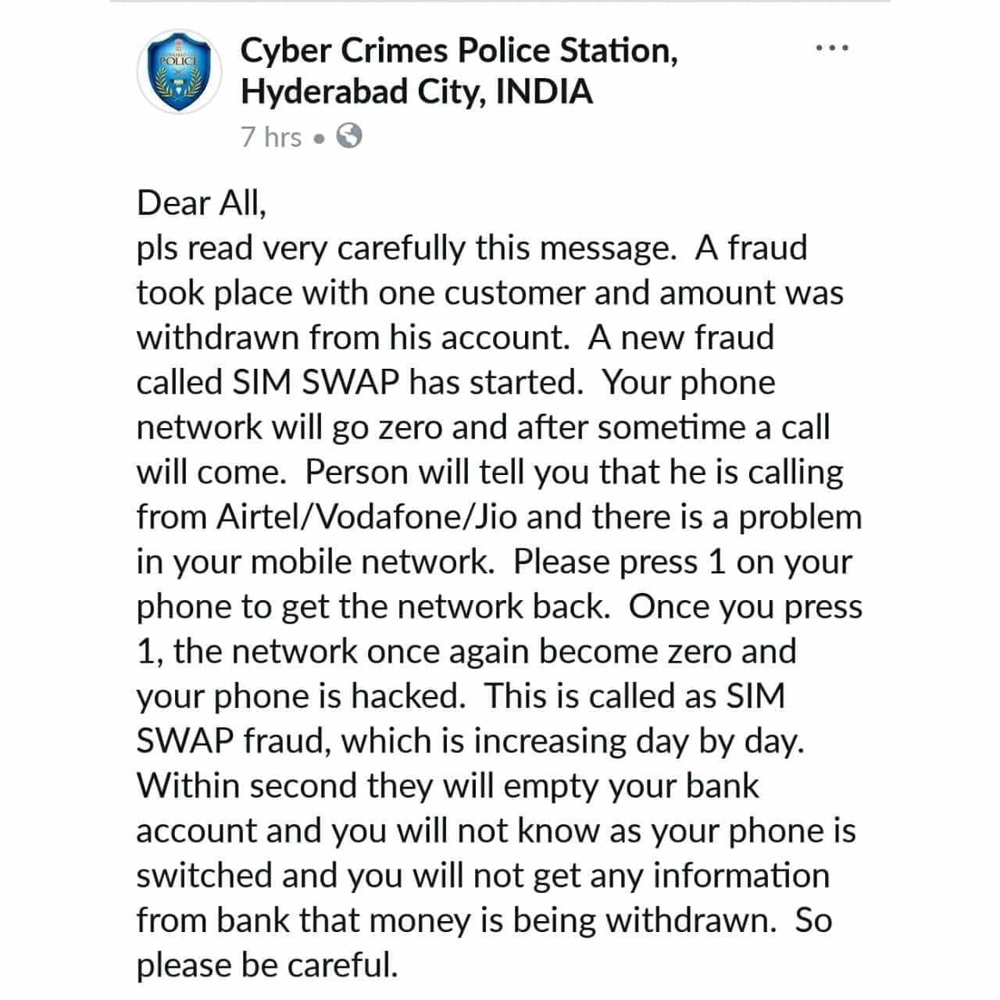 Cyber Crimes Police Station,
Hyderabad City, INDIA
7 hrs •
POLICE
Dear All,
pls read very carefully this message.  A fraud
took place with one customer and amount was
withdrawn from his account.  A new fraud
called SIM SWAP has started.  Your phone
network will go zero and after sometime a call
will come.  Person will tell you that he is calling
from Airtel/Vodafone/Jio and there is a problem
in your mobile network.  Please press 1 on your
phone to get the network back.  Once you press
1, the network once again become zero and
your phone is hacked.  This is called as SIM
SWAP fraud, which is increasing day by day.
Within second they will empty your bank
account and you will not know as your phone is
switched and you will not get any information
from bank that money is being withdrawn.  So
please be careful.